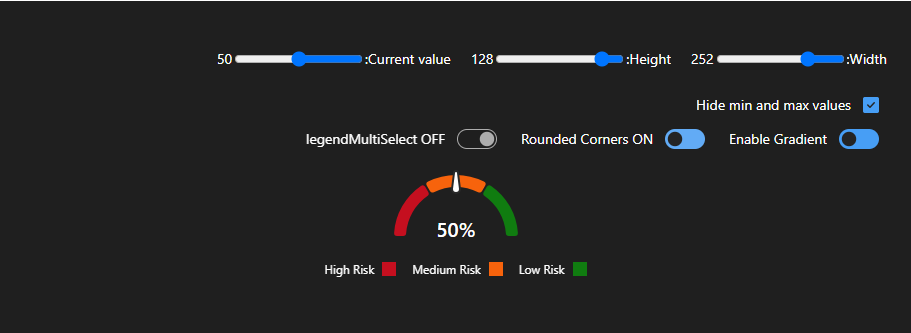 50 :Current value 128 :Height 252 :Width
Hide min and max values
legendMultiSelect OFF Rounded Corners ON Enable Gradient
50%
High Risk Medium Risk Low Risk